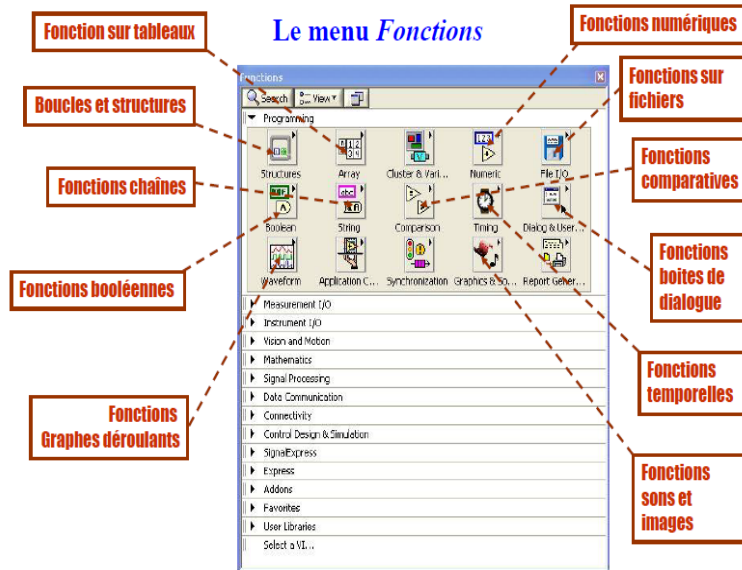 Le menu Fonctions
Fonction sur tableaux
Fonctions numériques
Boucles et structures
Fonctions sur
fichiers
Fonctions chaînes
Fonctions
comparatives
Fonctions booléennes
Fonctions
boites de
dialogue
Fonctions
Graphes déroulants
Fonctions
temporelles
Fonctions
sons et
images
Functions
Search View
Programming
Structures Array Cluster & Vari... Numeric File I/O
Boolean String Comparison Timing Dialog & User...
Waveform Application C... Synchronization Graphics & So... Report Gener...
Measurement I/O
Instrument I/O
Vision and Motion
Mathematics
Signal Processing
Data Communication
Connectivity
Control Design & Simulation
SignalExpress
Express
Addons
Favorites
User Libraries
Select a VI...